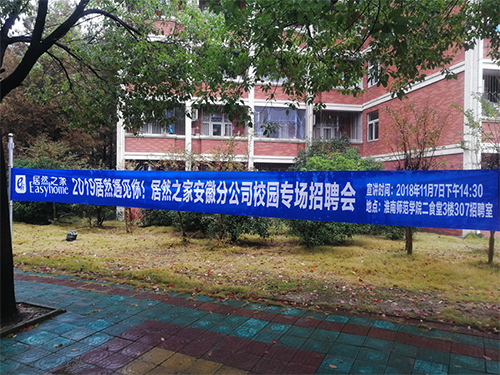 居然之家
Easyhome
2019居然遇见你! 居然之家安徽分公司校园专场招聘会
宣讲时间：2018年11月7日下午14:30
地点：淮南师范学院二食堂3楼307招聘室